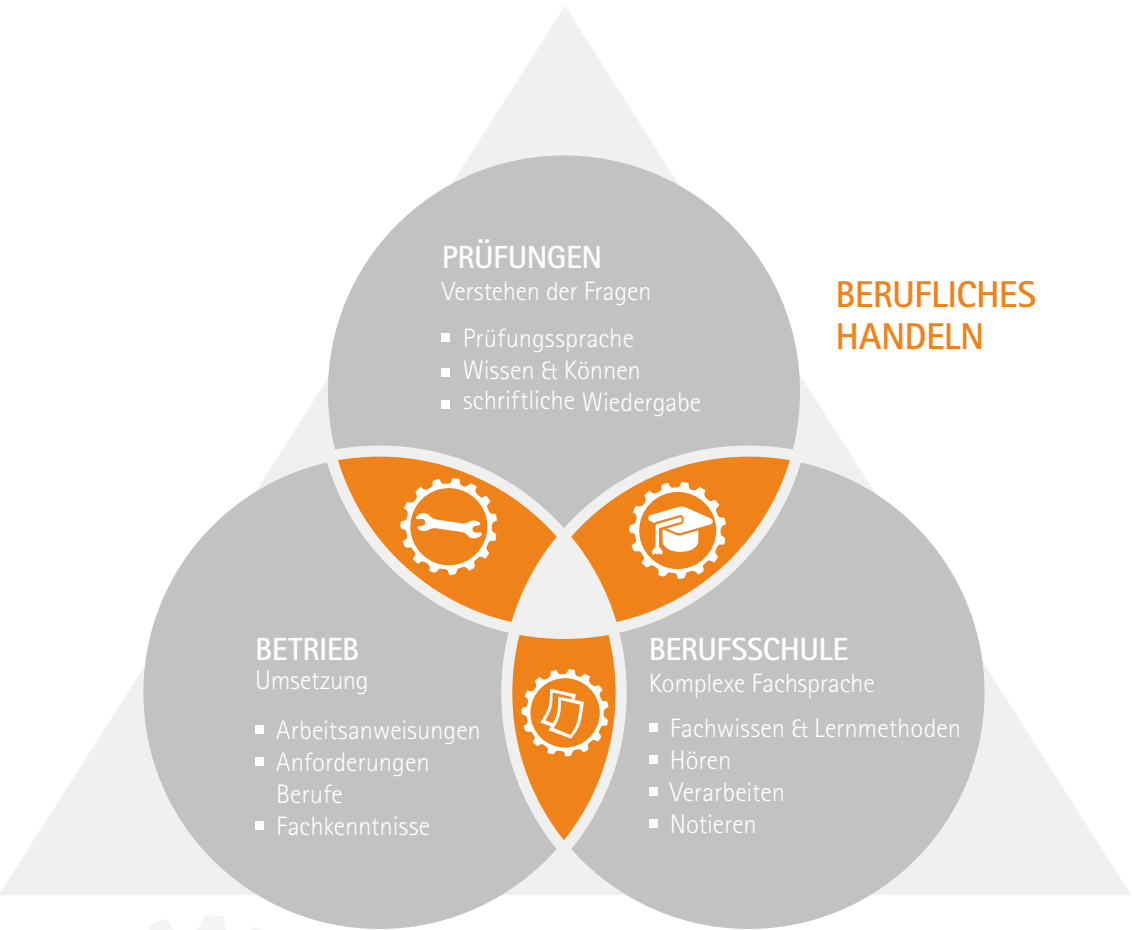 PRÜFUNGEN
Verstehen der Fragen
▪ Prüfungssprache
▪ Wissen & Können
▪ schriftliche Wiedergabe
BERUFLICHES
HANDELN
BETRIEB
Umsetzung
▪ Arbeitsanweisungen
▪ Anforderungen
Berufe
▪ Fachkenntnisse
BERUFSSCHULE
Komplexe Fachsprache
▪ Fachwissen & Lernmethoden
▪ Hören
▪ Verarbeiten
▪ Notieren